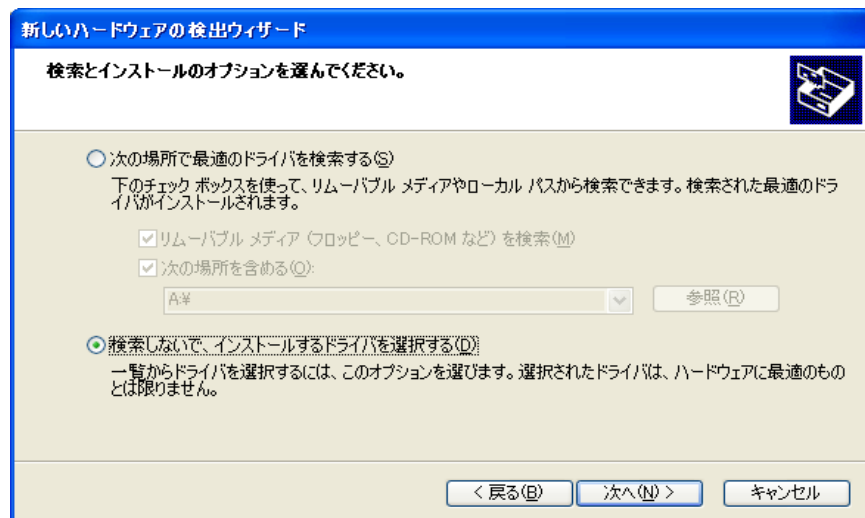 新しいハードウェアの検出ウィザード
検索とインストールのオプションを選んでください。
次の場所で最適のドライバを検索する(S)
下のチェック ボックスを使って、リムーバブル メディアやローカル パスから検索できます。検索された最適のドラ
イバがインストールされます。
リムーバブル メディア (フロッピー、CD-ROM など) を検索(M)
次の場所を含める(O):
A:¥
参照(R)
検索しないで、インストールするドライバを選択する(D)
一覧からドライバを選択するには、このオプションを選びます。選択されたドライバは、ハードウェアに最適のもの
とは限りません。
< 戻る(B)
次へ(N) >
キャンセル